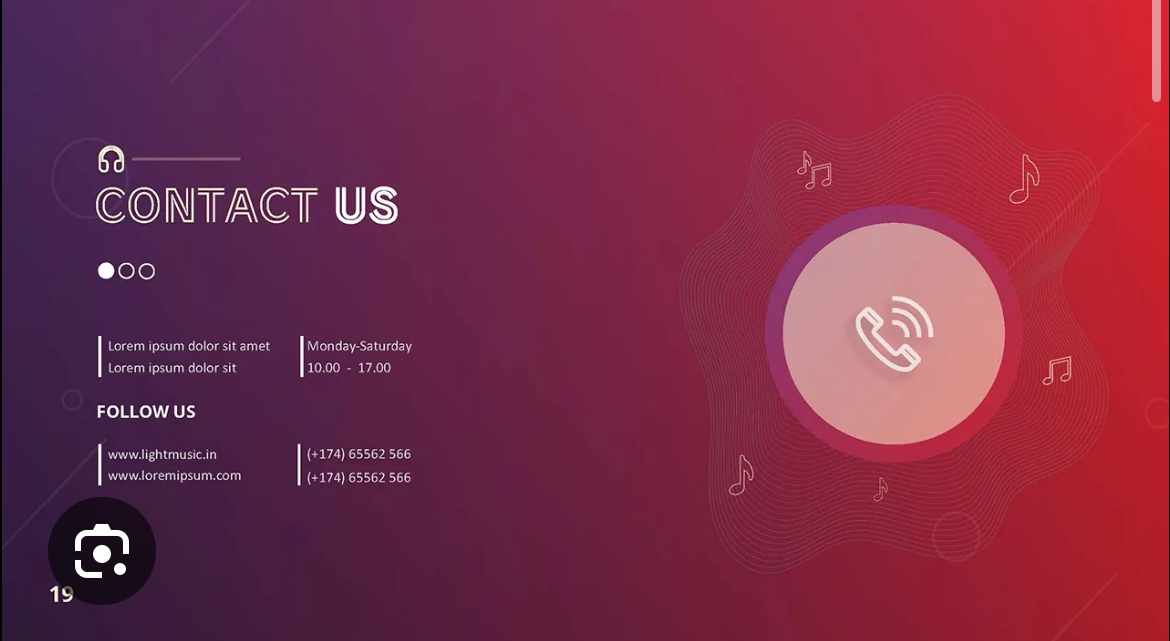 CONTACT US
Lorem ipsum dolor sit amet
Lorem ipsum dolor sit
Monday-Saturday
10.00 - 17.00
FOLLOW US
www.lightmusic.in
www.loremipsum.com
(+174) 65562 566
(+174) 65562 566
19